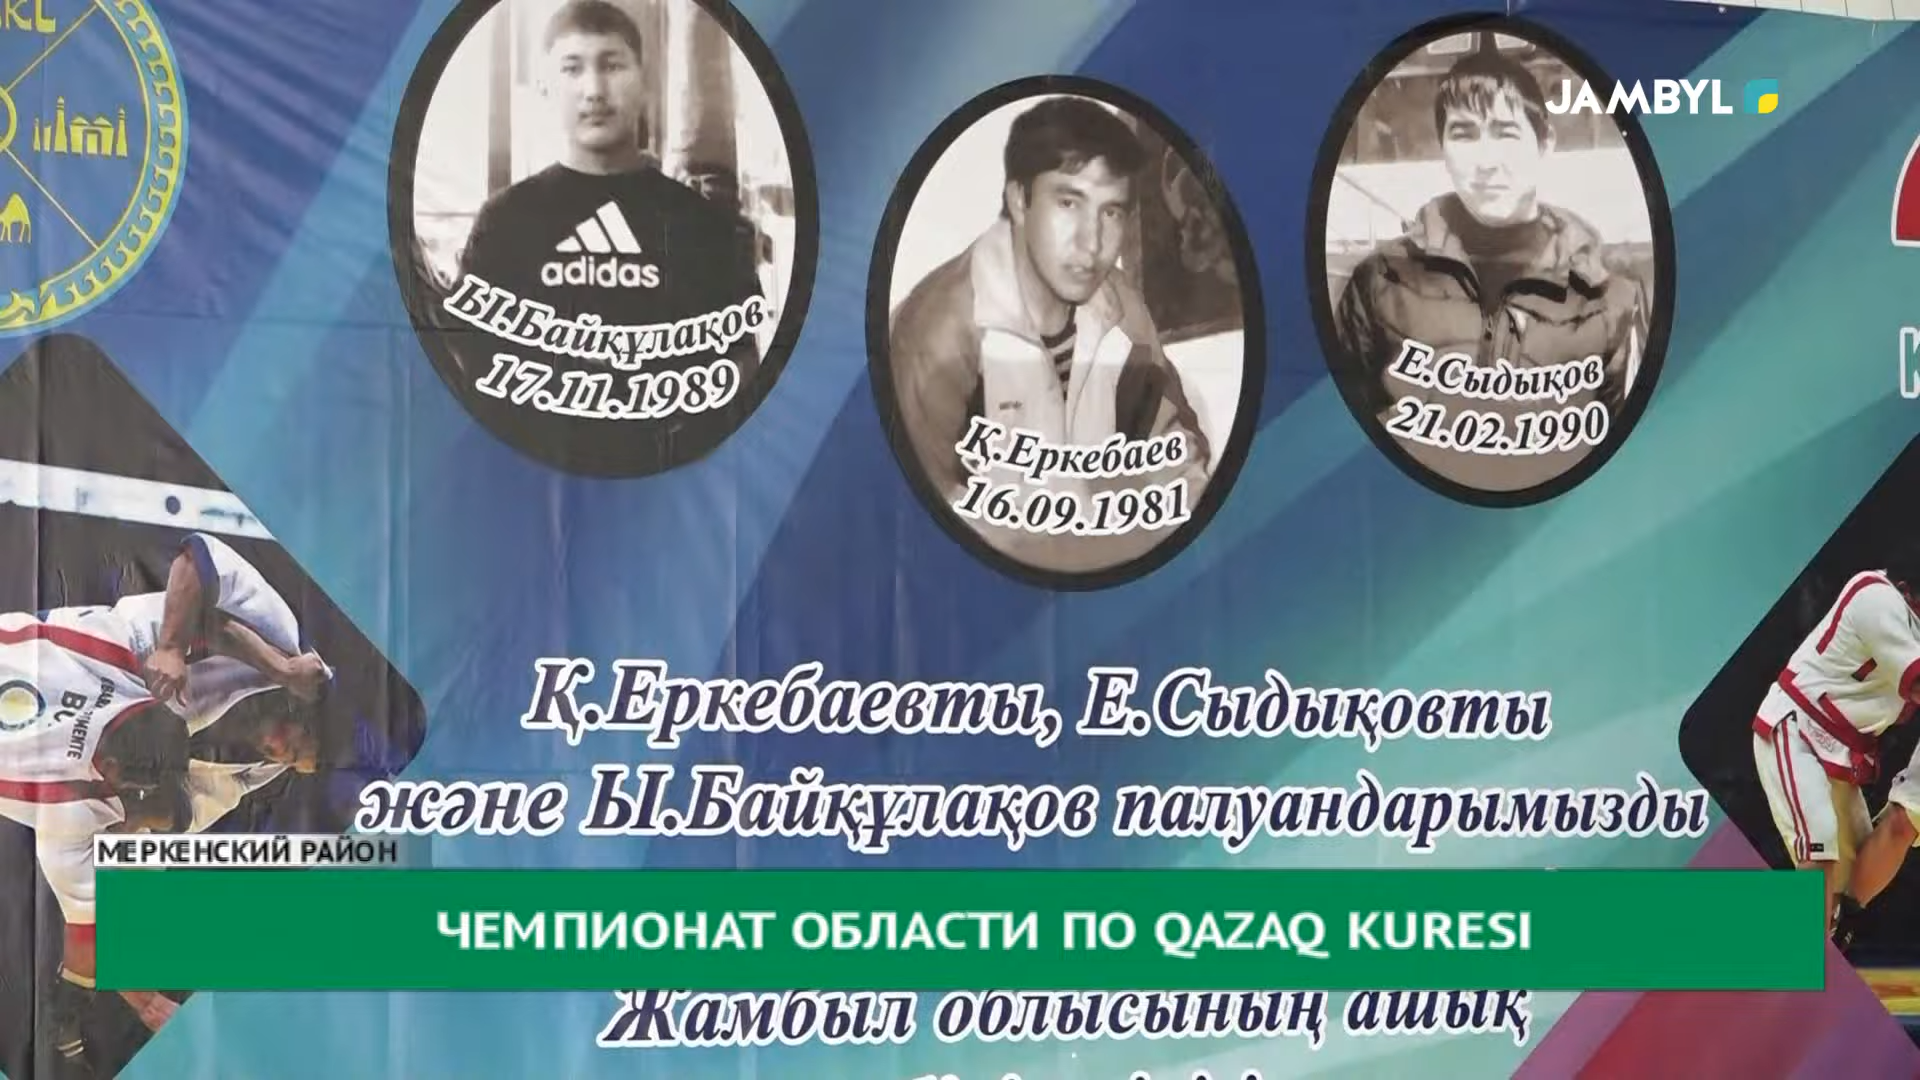 JAMBYL
adidas
Ы.Байқұлақов
17.11.1989
Қ.Еркебаев
16.09.1981
Е.Сыдықов
21.02.1990
Қ.Еркебаевты, Е.Сыдықовты
және Ы.Байқұлақов палуандарымызды
МЕРКЕНСКИЙ РАЙОН
ЧЕМПИОНАТ ОБЛАСТИ ПО QAZAQ KURESI
Жамбыл облысының ашық